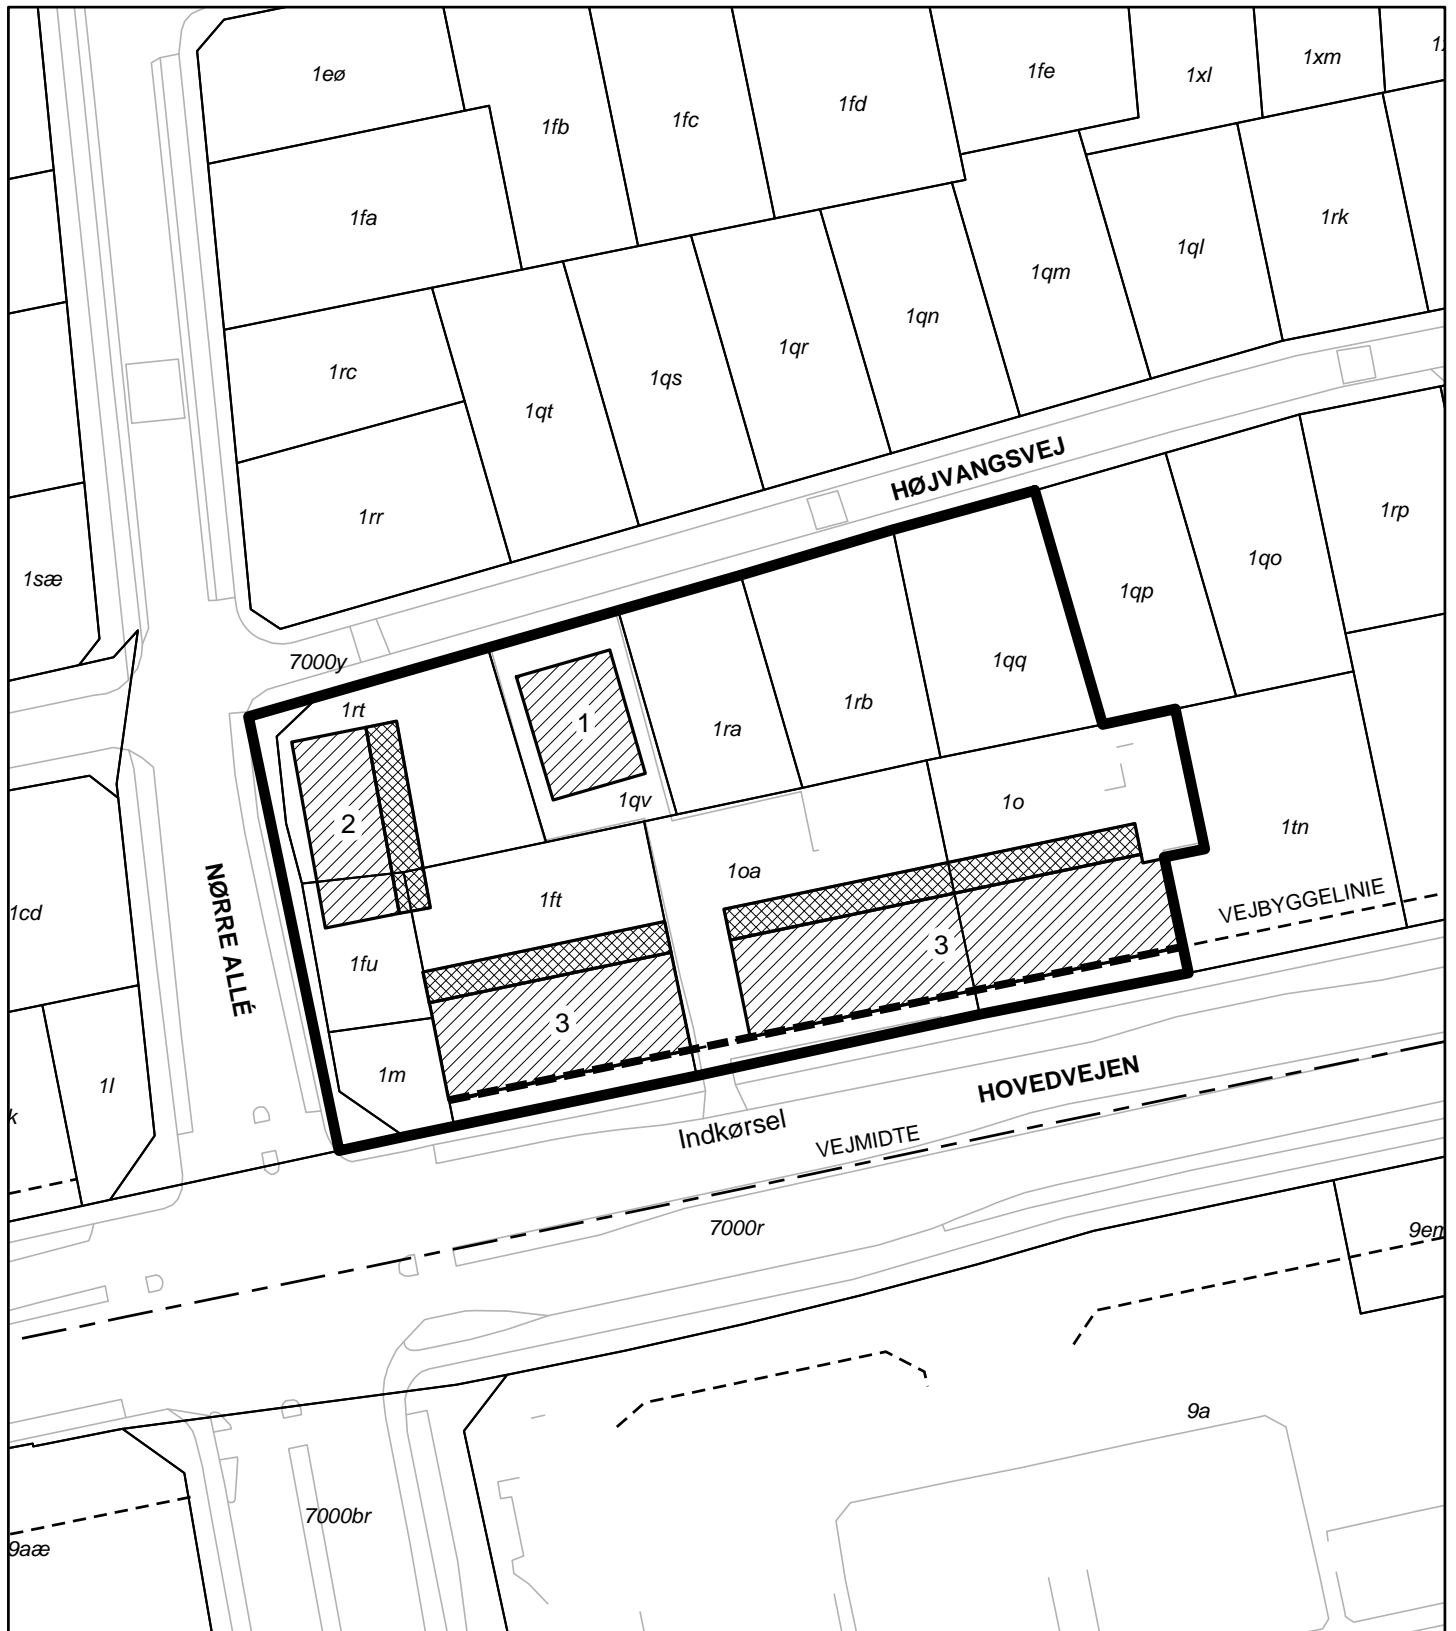 1eø
1fb
1fc
1fd
1fe
1xl
1xm
1fa
1rc
1qt
1qs
1qr
1qn
1qm
1ql
1rk
1rr
HØJVANGSVEJ
1sæ
1rp
1qo
1qp
7000y
1rt
1
1ra
1rb
1qq
1qv
2
1o
1tn
1oa
1ft
NØRRE ALLÉ
1cd
1fu
3
3
VEJBYGGELINIE
1m
1l
k
HOVEDVEJEN
Indkørsel
VEJMIDTE
7000r
9em
9a
7000br
9aæ